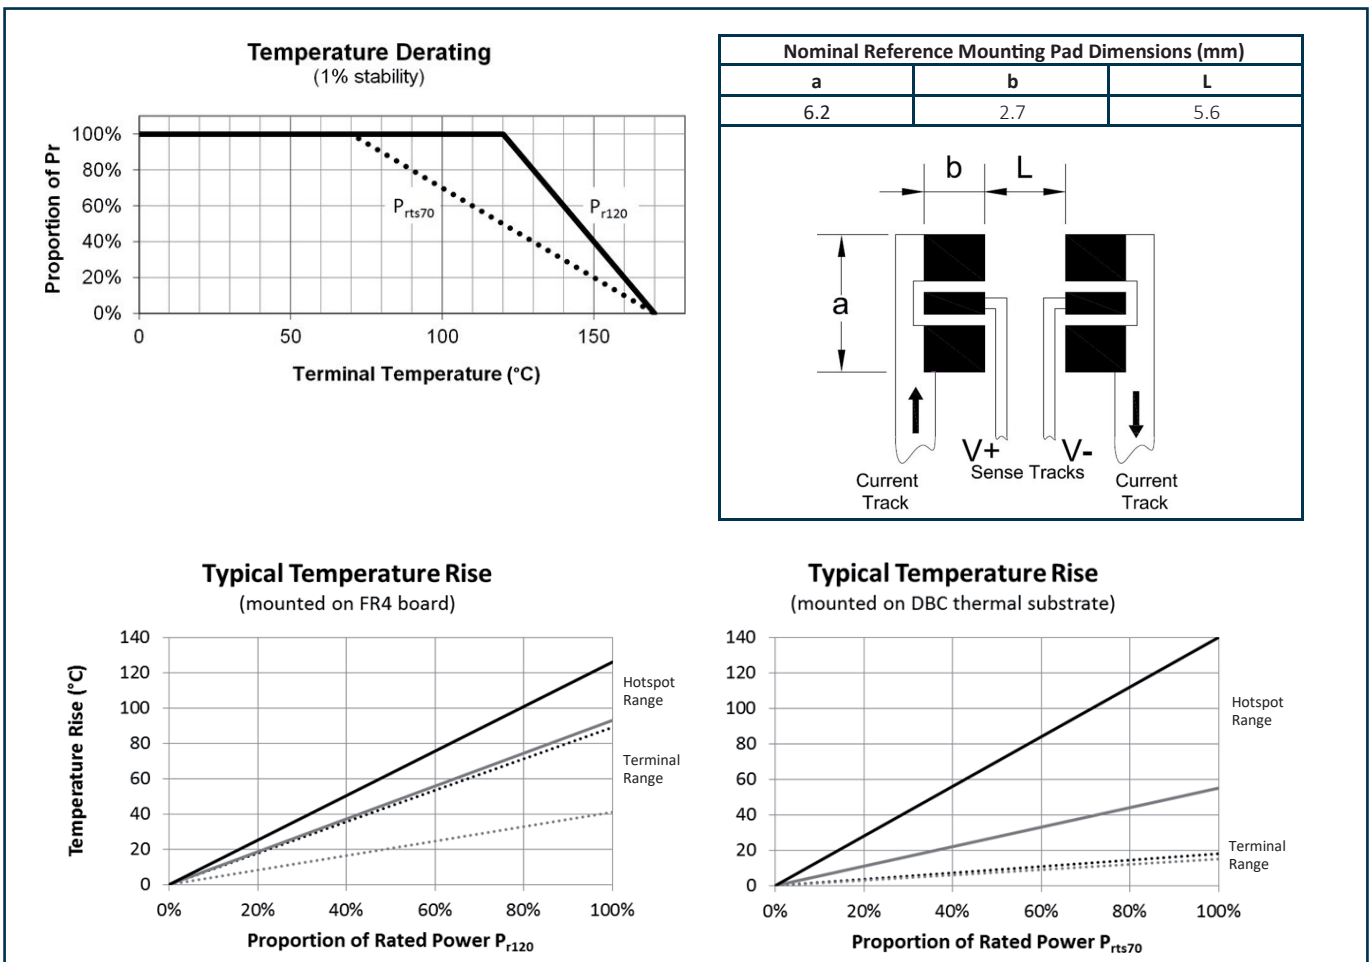 Temperature Derating
(1% stability)
Proportion of Pr
100%
80%
60%
40%
20%
0%
Prts70
Pr120
0
50
100
150
Terminal Temperature (°C)
Nominal Reference Mounting Pad Dimensions (mm)
a b L
6.2 2.7 5.6
b L
a
V+ V-
Sense Tracks
Current
Track
Current
Track
Typical Temperature Rise
(mounted on FR4 board)
Temperature Rise (°C)
140
120
100
80
60
40
20
0
Hotspot
Range
Terminal
Range
0% 20% 40% 60% 80% 100%
Proportion of Rated Power Pr120
Typical Temperature Rise
(mounted on DBC thermal substrate)
140
120
100
80
60
40
20
0
Hotspot
Range
Terminal
Range
0% 20% 40% 60% 80% 100%
Proportion of Rated Power Prts70